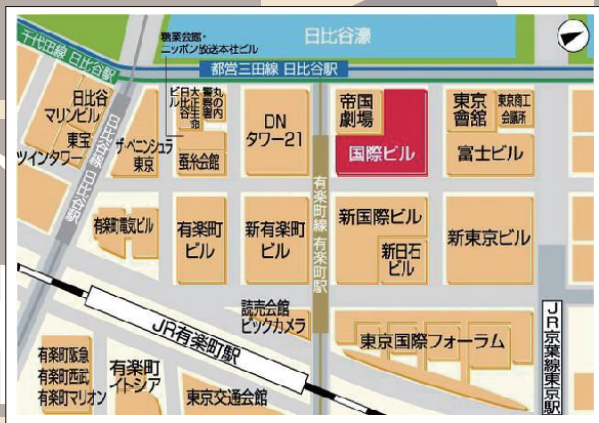 日比谷濠
千代田線 日比谷駅
糖業会館・
ニッポン放送本社ビル
都営三田線 日比谷駅
日比谷
マリンビル
東宝
ツインタワー
日比谷線 日比谷駅
ザ・ペニンシュラ
東京
丸の内
警察署
大正生命
日比谷
ビル
蚕糸会館
DN
タワー21
有楽町線 有楽町駅
帝国
劇場
国際ビル
東京
會舘
東京商工
会議所
富士ビル
有楽町電気ビル
有楽町
ビル
新有楽町
ビル
新国際ビル
新日石
ビル
新東京ビル
JR有楽町駅
読売会館
ビックカメラ
東京国際フォーラム
JR京葉線東京駅
有楽町阪急
有楽町西武
有楽町マリオン
有楽町
イトシア
東京交通会館